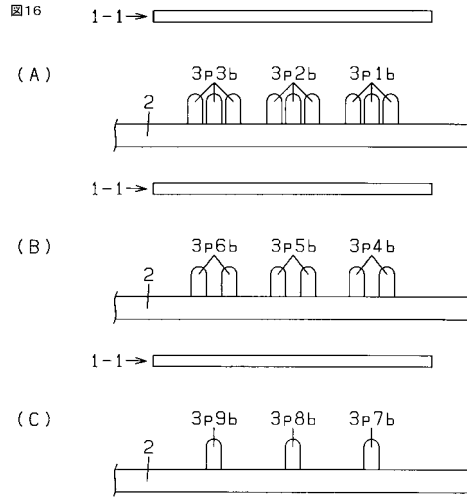 図16
1-1→
(A)
3p3b 3p2b 3p1b
2
1-1→
(B)
3p6b 3p5b 3p4b
2
1-1→
(C)
3p9b 3p8b 3p7b
2